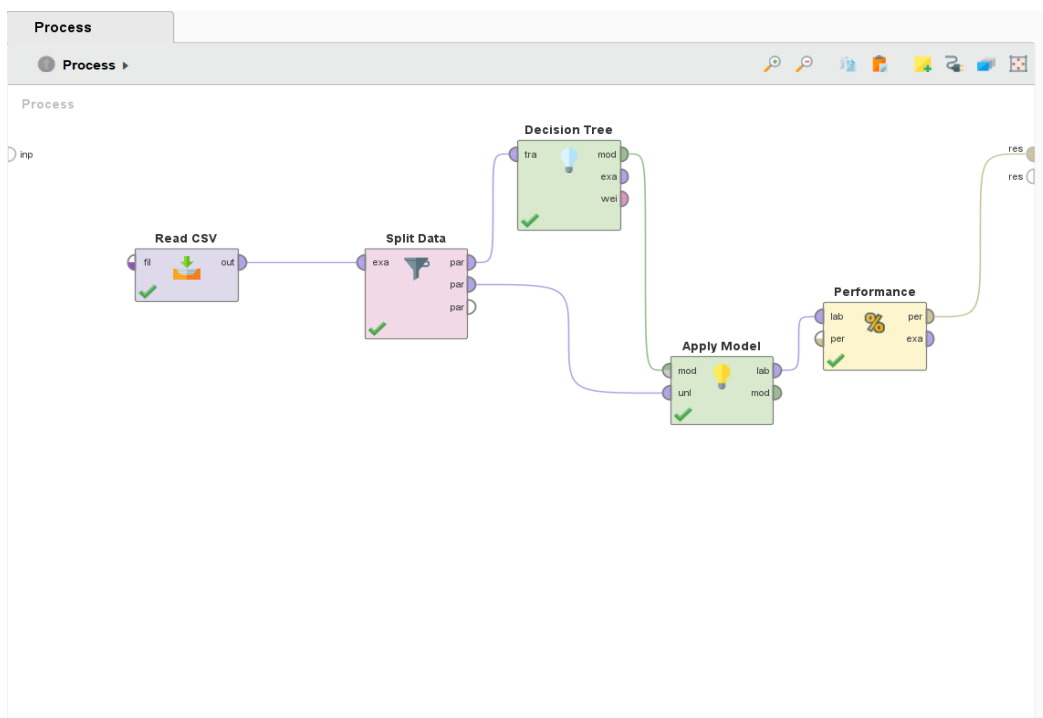 Process
Process
Process
inp
res
res
Decision Tree
tra
mod
exa
wei
Read CSV
fil
out
Split Data
exa
par
par
par
Performance
lab
per
per
exa
%
Apply Model
mod
lab
unl
mod